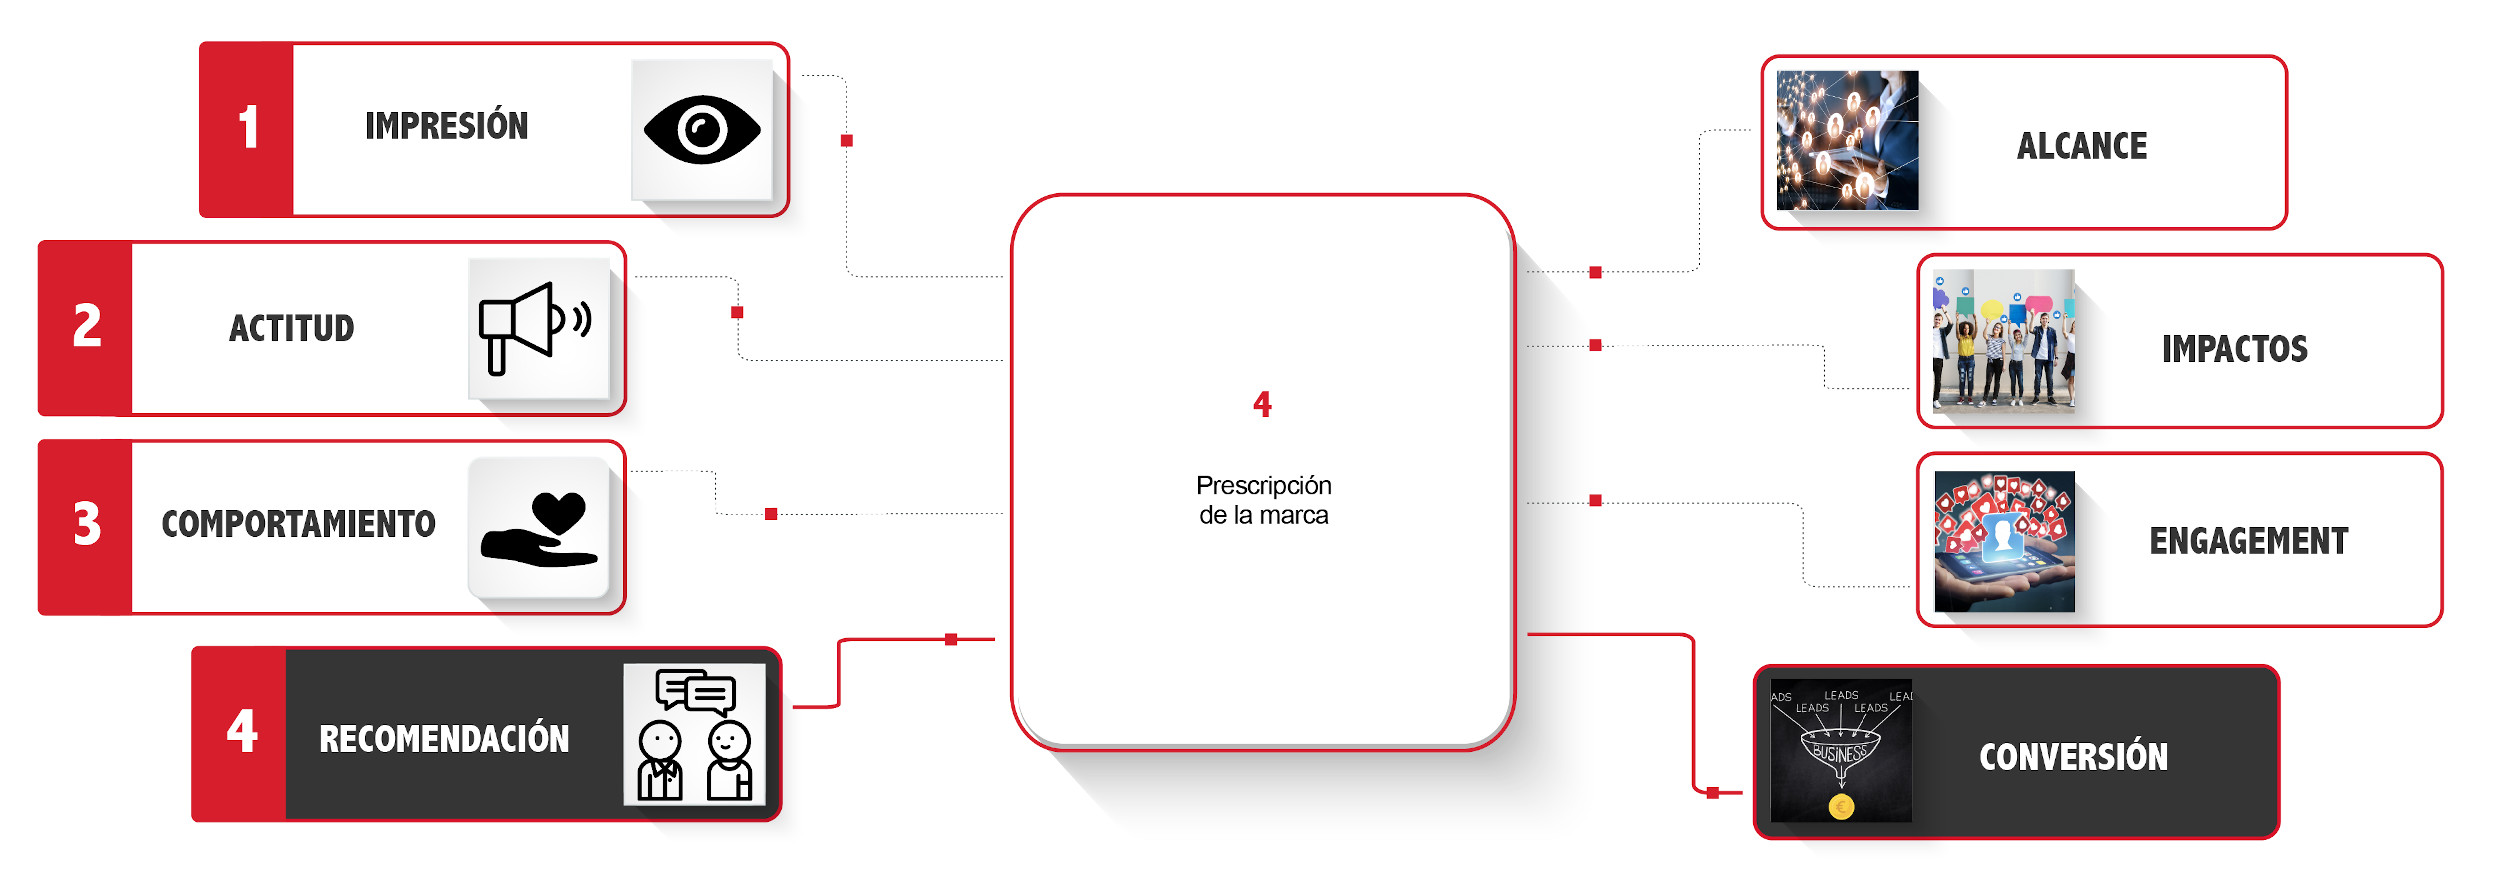 1
IMPRESIÓN
2
ACTITUD
3
COMPORTAMIENTO
4
RECOMENDACIÓN
4
Prescripción
de la marca
ALCANCE
IMPACTOS
ENGAGEMENT
ADS LEADS LEA
LEADS LEADS
BUSINESS
€
CONVERSIÓN